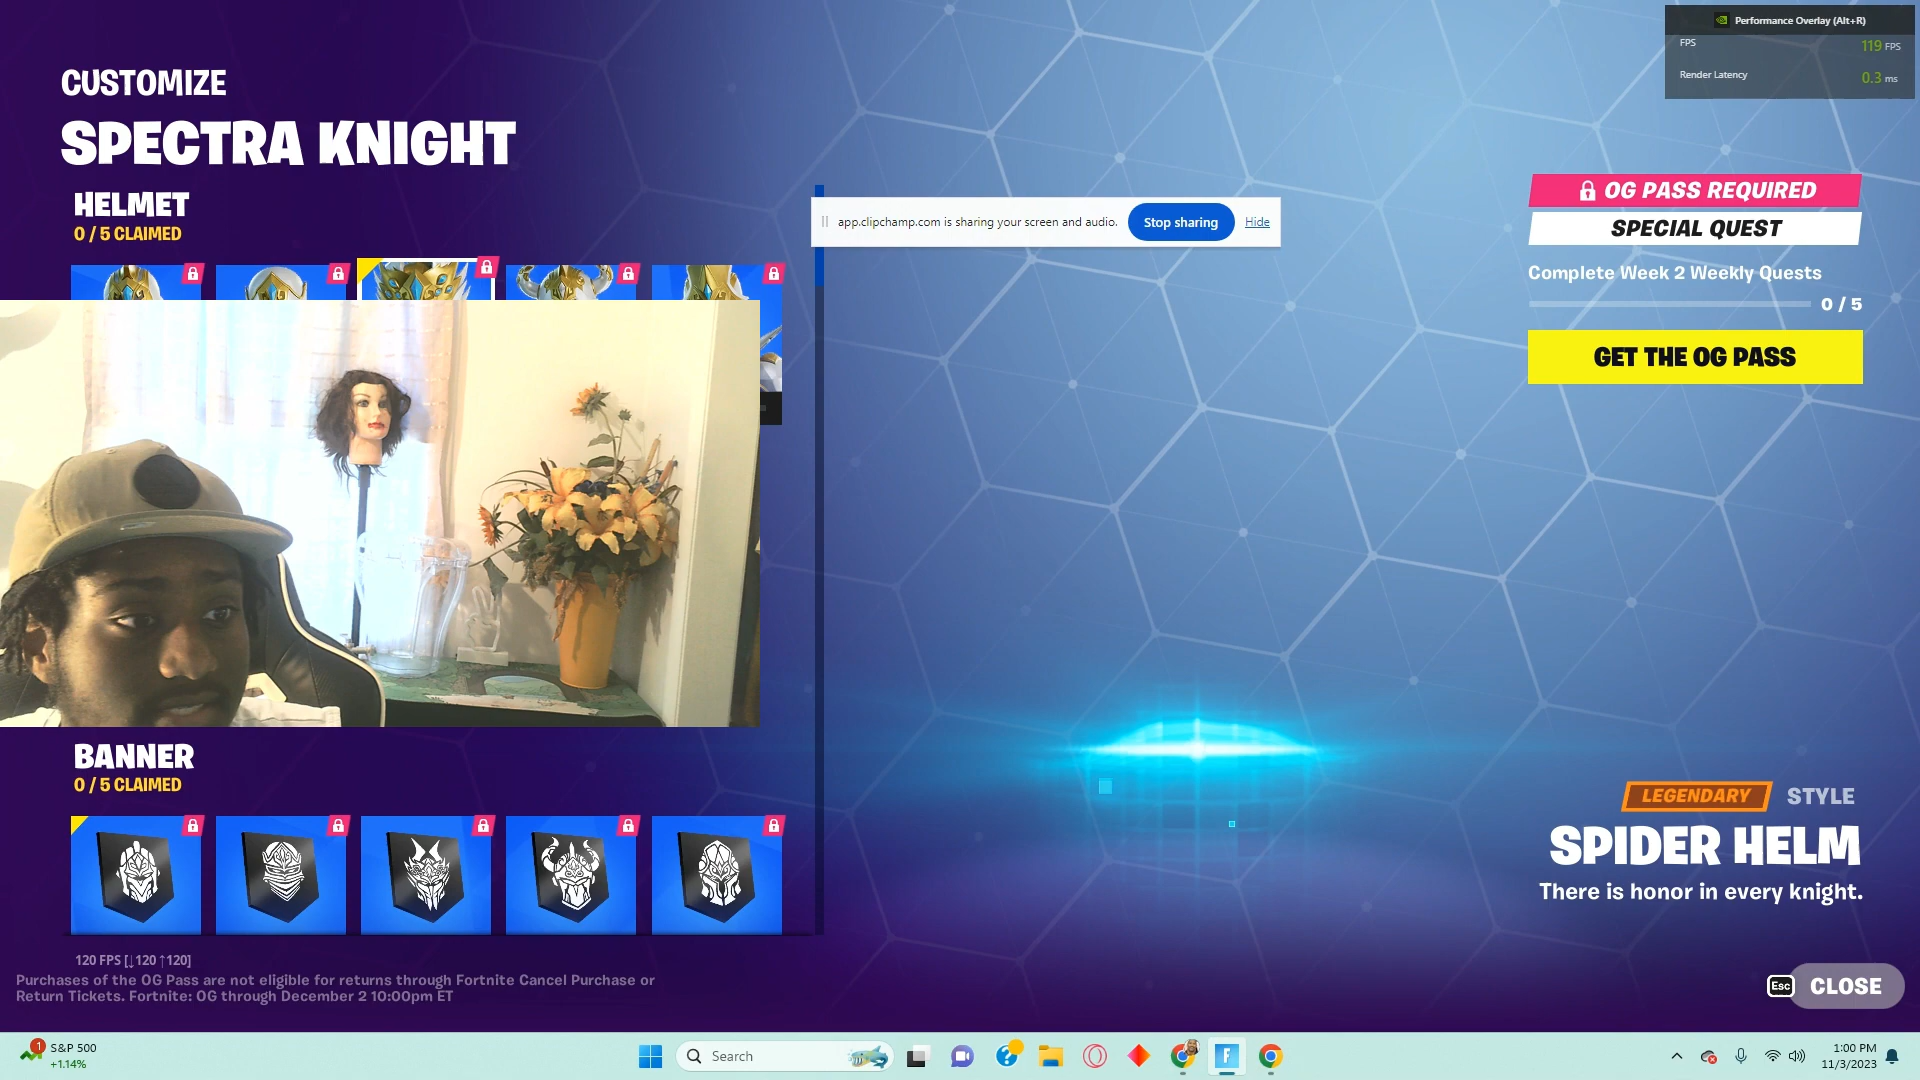 Performance Overlay (Alt+R)
FPS
119 FPS
Render Latency
0.3 ms
CUSTOMIZE
SPECTRA KNIGHT
HELMET
0 / 5 CLAIMED
app.clipchamp.com is sharing your screen and audio.
Stop sharing
Hide
OG PASS REQUIRED
SPECIAL QUEST
Complete Week 2 Weekly Quests
0 / 5
GET THE OG PASS
BANNER
0 / 5 CLAIMED
LEGENDARY STYLE
SPIDER HELM
There is honor in every knight.
120 FPS [↓120 ↑120]
Purchases of the OG Pass are not eligible for returns through Fortnite Cancel Purchase or
Return Tickets. Fortnite: OG through December 2 10:00pm ET
Esc CLOSE
1
S&P 500
+1.14%
Search
1:00 PM
11/3/2023